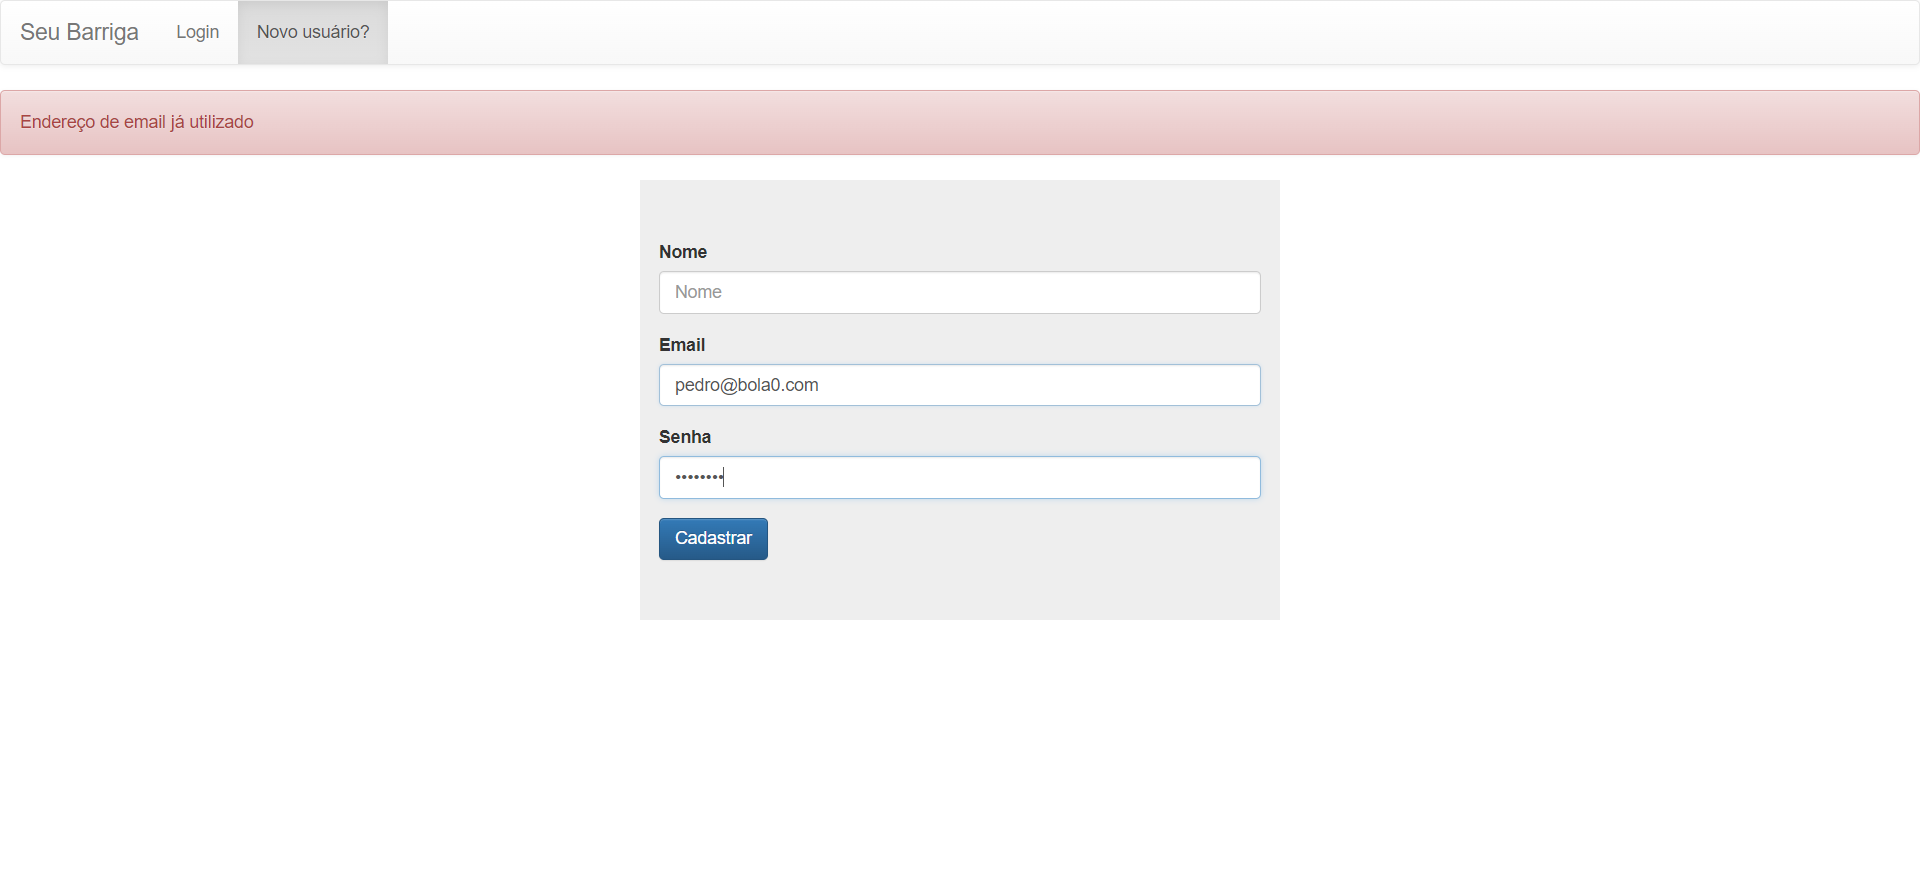 Seu Barriga Login Novo usuário?
Endereço de email já utilizado
Nome
Nome
Email
pedro@bola0.com
Senha
••••••••
Cadastrar